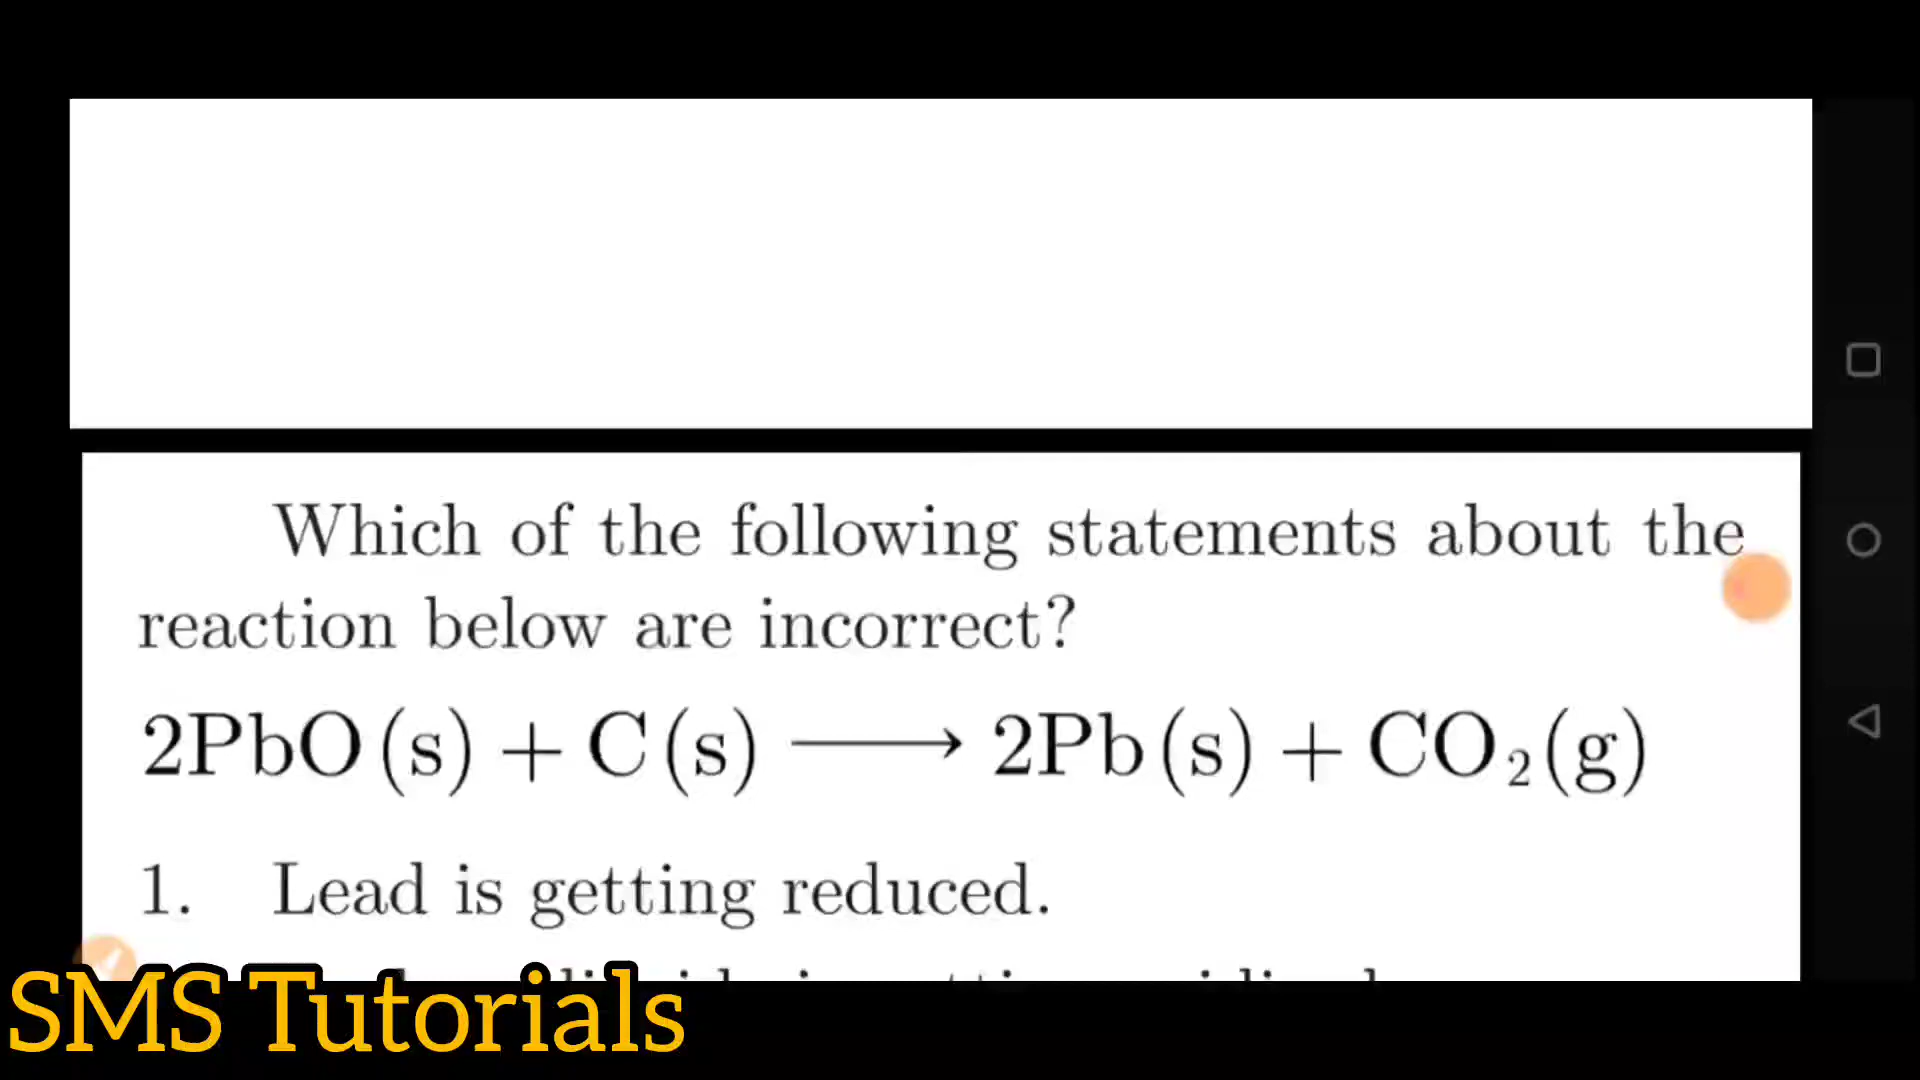 Which of the following statements about the
reaction below are incorrect?
2PbO (s) + C (s) ⟶ 2Pb (s) + CO₂(g)
1. Lead is getting reduced.
SMS Tutorials